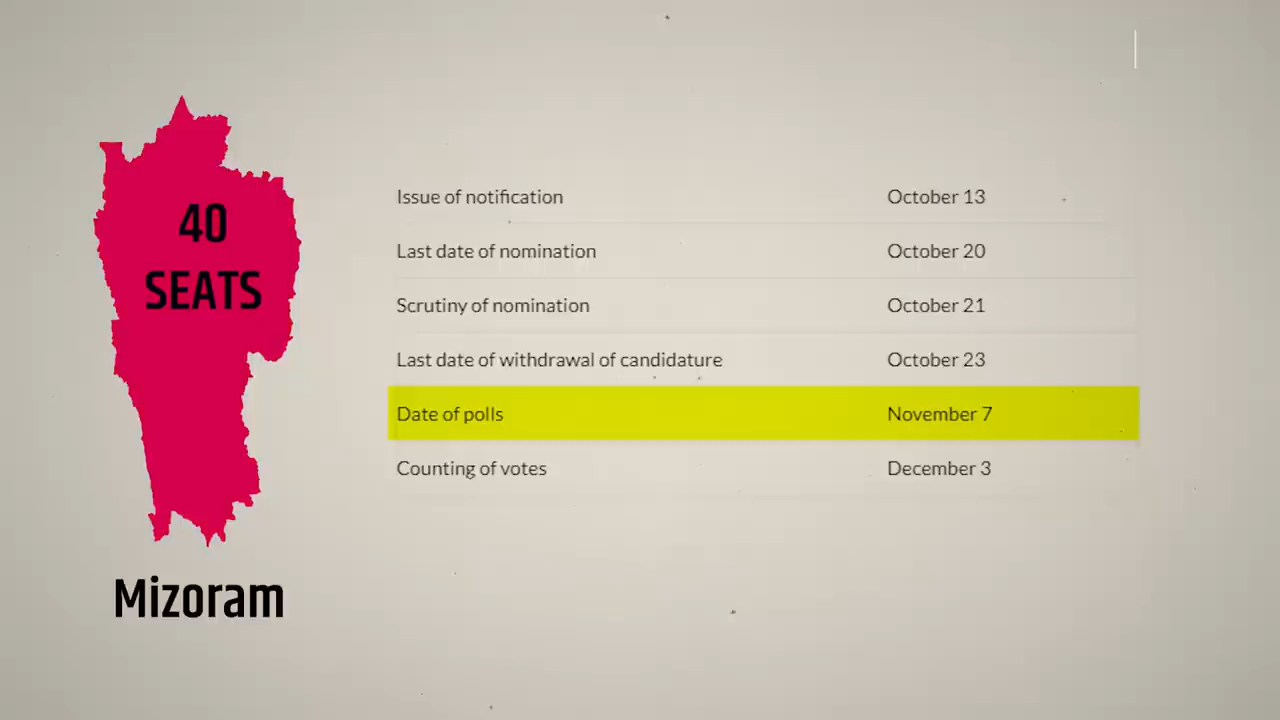 40
SEATS
Mizoram
Issue of notification October 13
Last date of nomination October 20
Scrutiny of nomination October 21
Last date of withdrawal of candidature October 23
Date of polls November 7
Counting of votes December 3